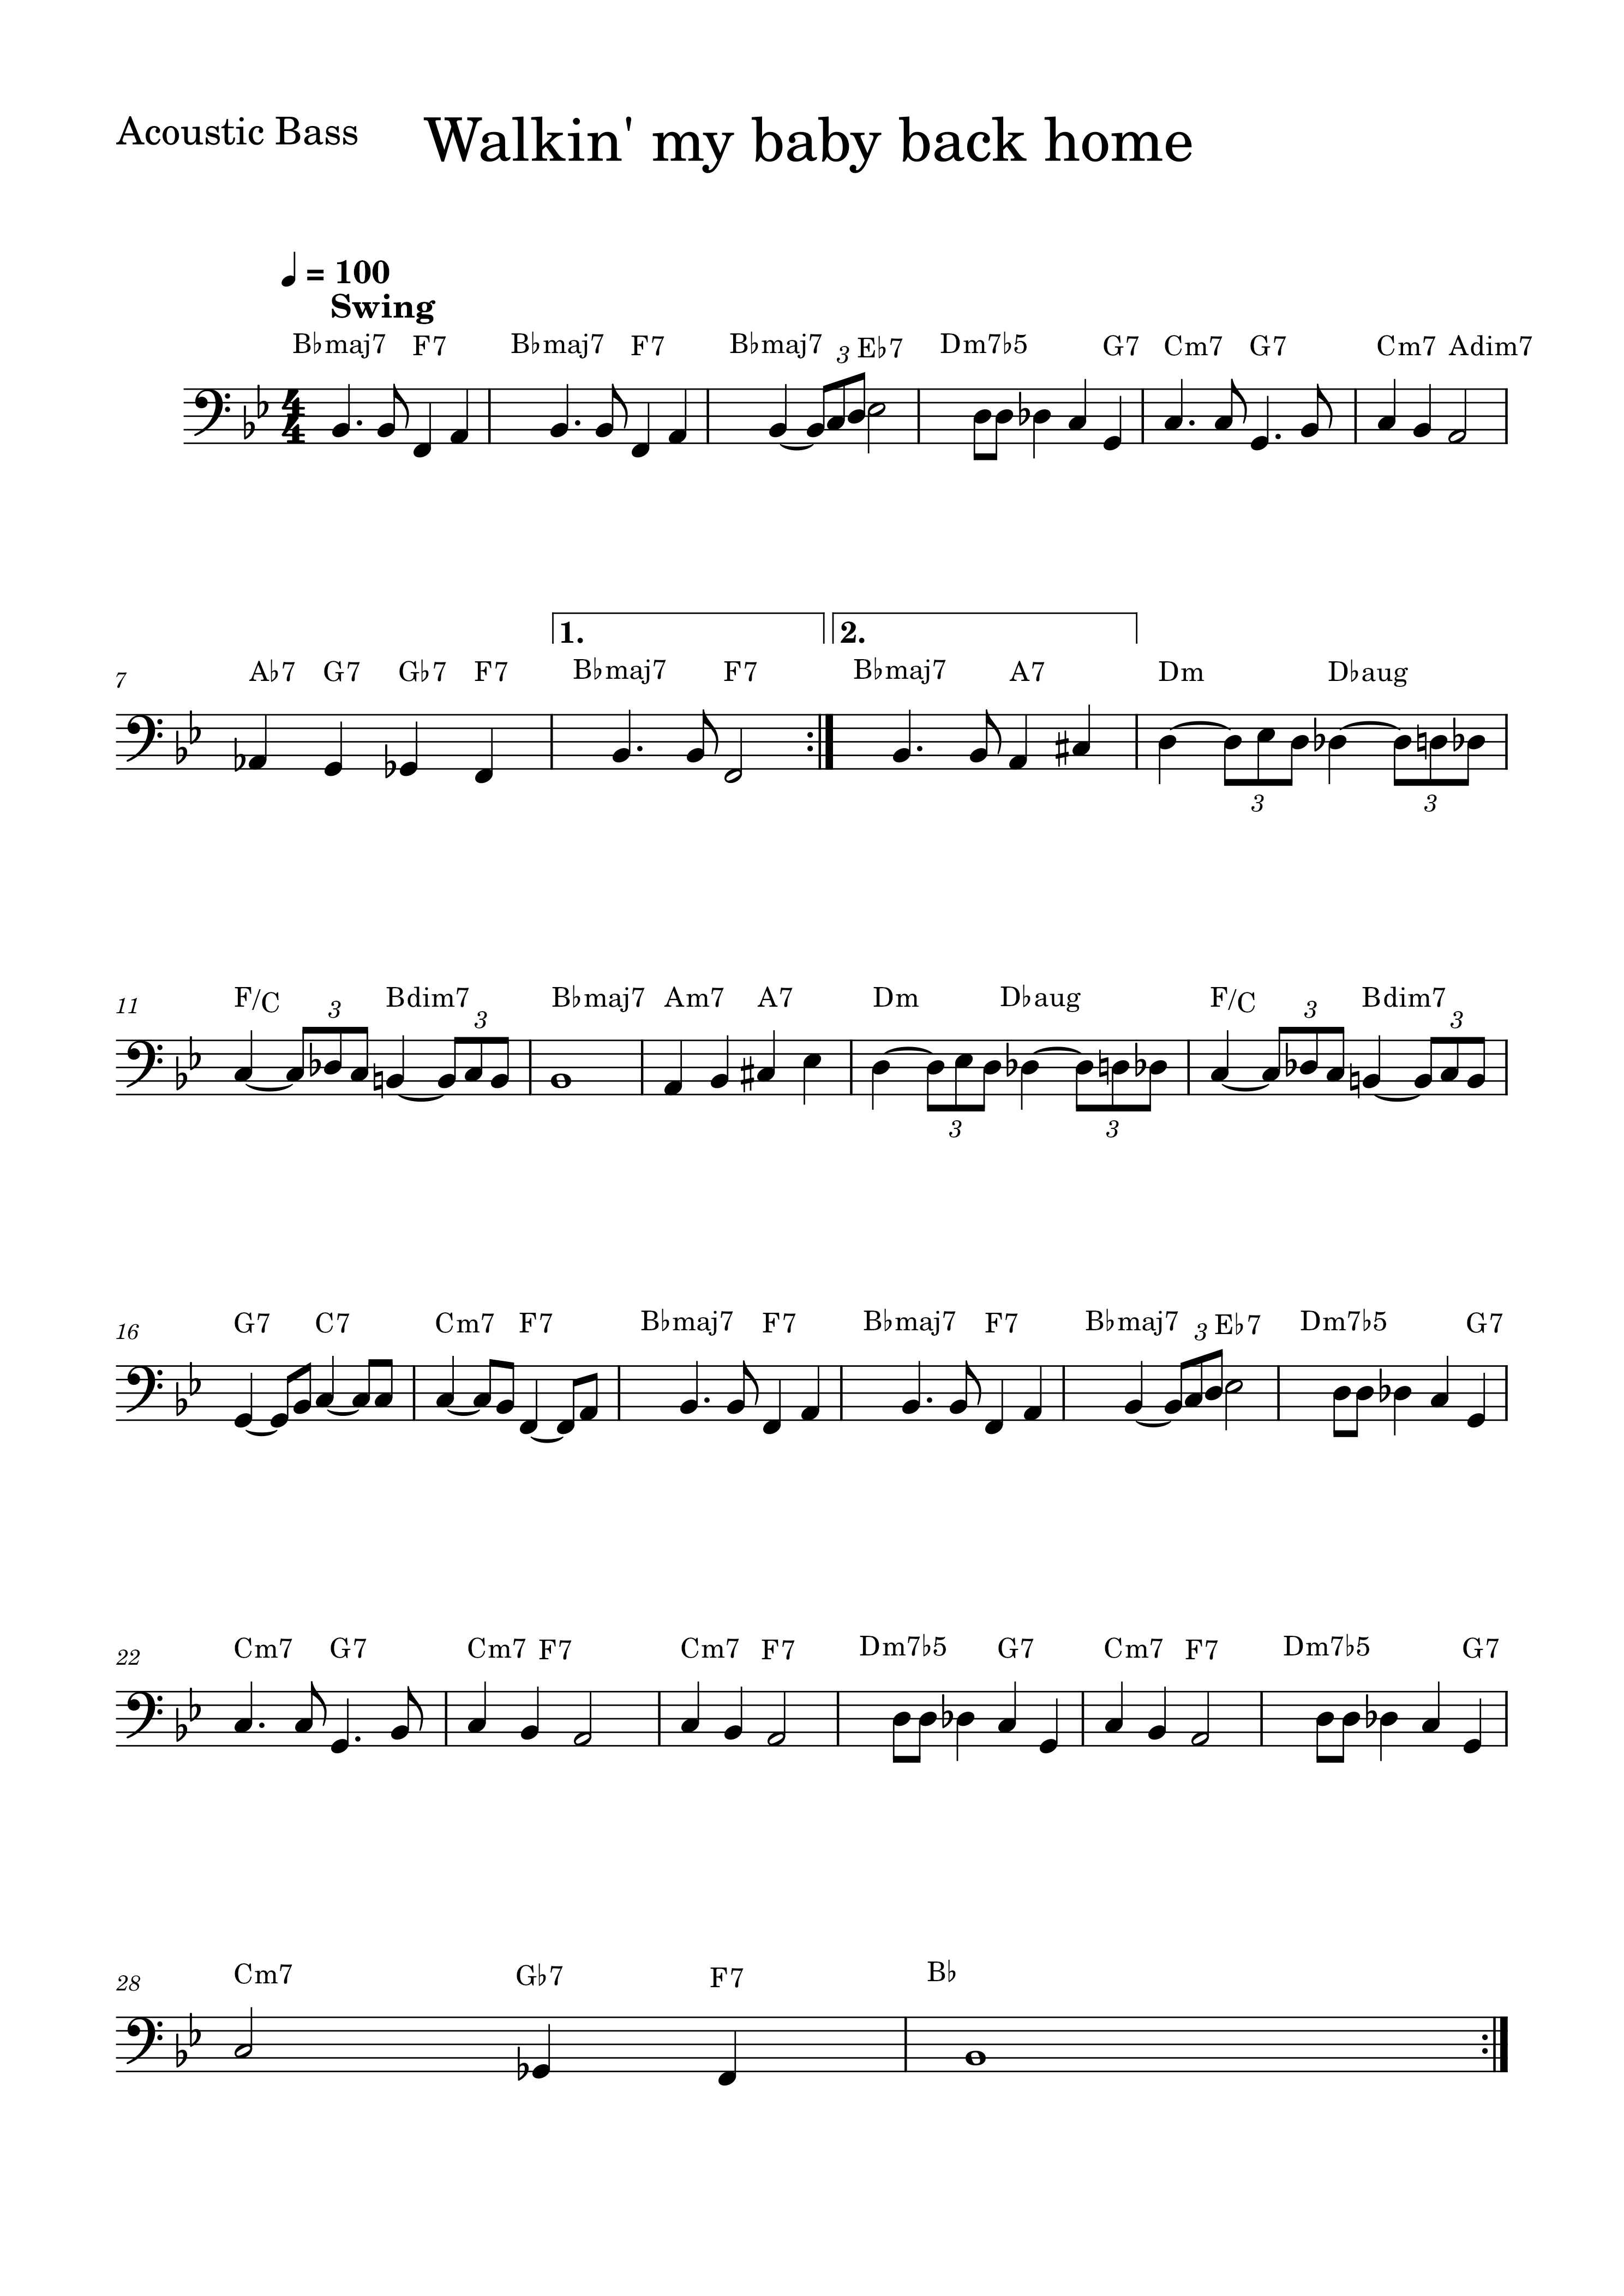 Acoustic Bass
Walkin' my baby back home
= 100
Swing
B♭maj7 F7 B♭maj7 F7 B♭maj7 E♭7 Dm7♭5 G7 Cm7 G7 Cm7 Adim7
3
4
4
1. 2.
7 A♭7 G7 G♭7 F7 B♭maj7 F7 B♭maj7 A7 Dm D♭aug
3 3
11 F/C Bdim7 B♭maj7 Am7 A7 Dm D♭aug F/C Bdim7
3 3 3 3
3 3
16 G7 C7 Cm7 F7 B♭maj7 F7 B♭maj7 F7 B♭maj7 E♭7 Dm7♭5 G7
3
22 Cm7 G7 Cm7 F7 Cm7 F7 Dm7♭5 G7 Cm7 F7 Dm7♭5 G7
28 Cm7 G♭7 F7 B♭